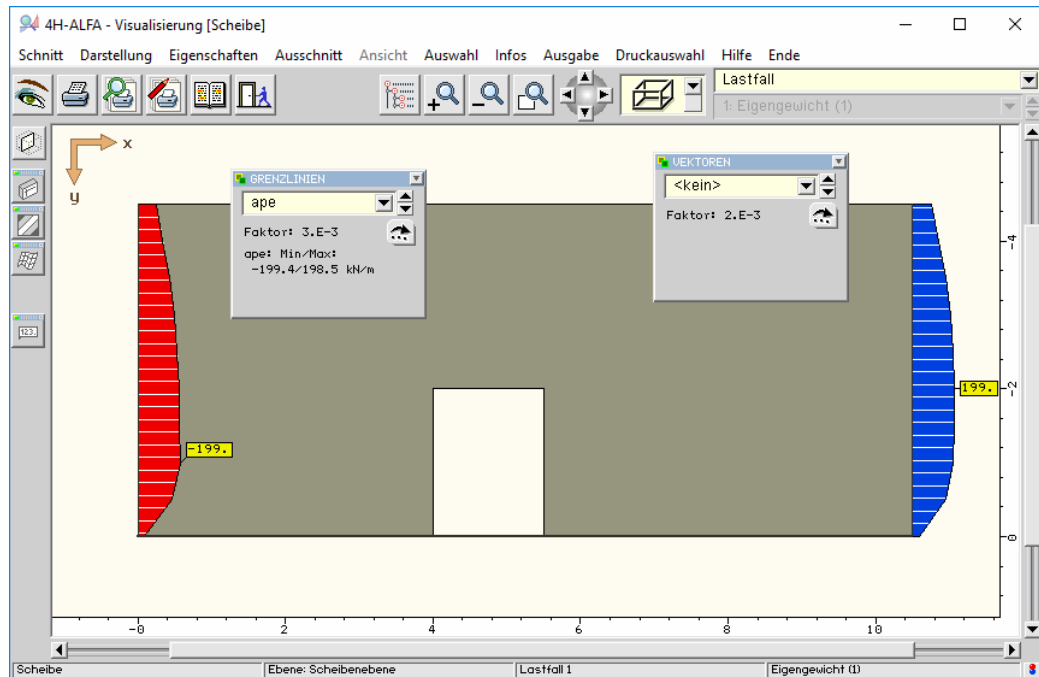 4H-ALFA - Visualisierung [Scheibe]
Schnitt Darstellung Eigenschaften Ausschnitt Ansicht Auswahl Infos Ausgabe Druckauswahl Hilfe Ende
Lastfall
1: Eigengewicht (1)
x
y
GRENZLINIEN
ape
Faktor: 3.E-3
ape: Min/Max:
-199.4/198.5 kN/m
VEKTOREN
<kein>
Faktor: 2.E-3
123.
-4
199.
-2
-199.
0
-0 2 4 6 8 10
Scheibe Ebene: Scheibenebene Lastfall 1 Eigengewicht (1)